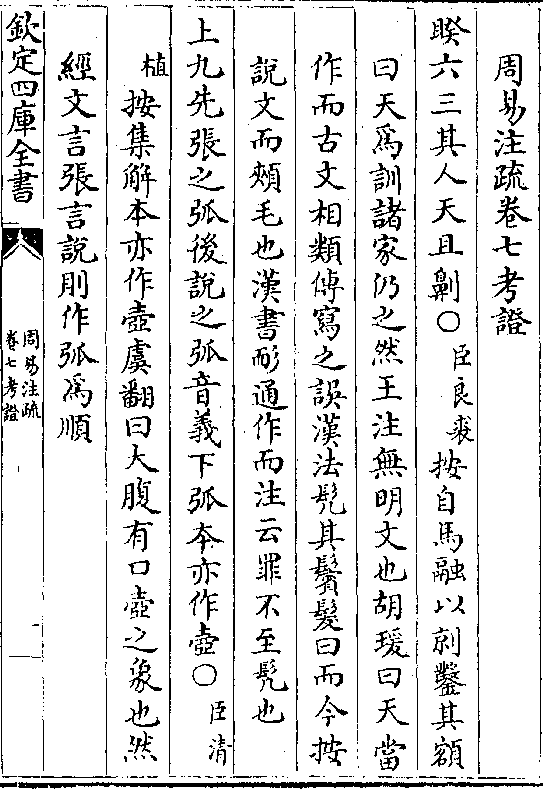 周易注疏卷七考證
睽六三其人天且劓○臣良裘按自馬融以剠鑿其額
曰天爲訓諸家仍之然王注無明文也胡瑗曰天當
作而古文相類傳寫之誤漢法髠其鬢髮曰而今按
說文而頰毛也漢書耏通作而注云罪不至髠也
上九先張之弧後說之弧音義下弧本亦作壺○臣清
植按集解本亦作壺虞翻曰大腹有口壺之象也然
經文言張言說則作弧爲順
欽定四庫全書
周易注疏
卷七考證
一